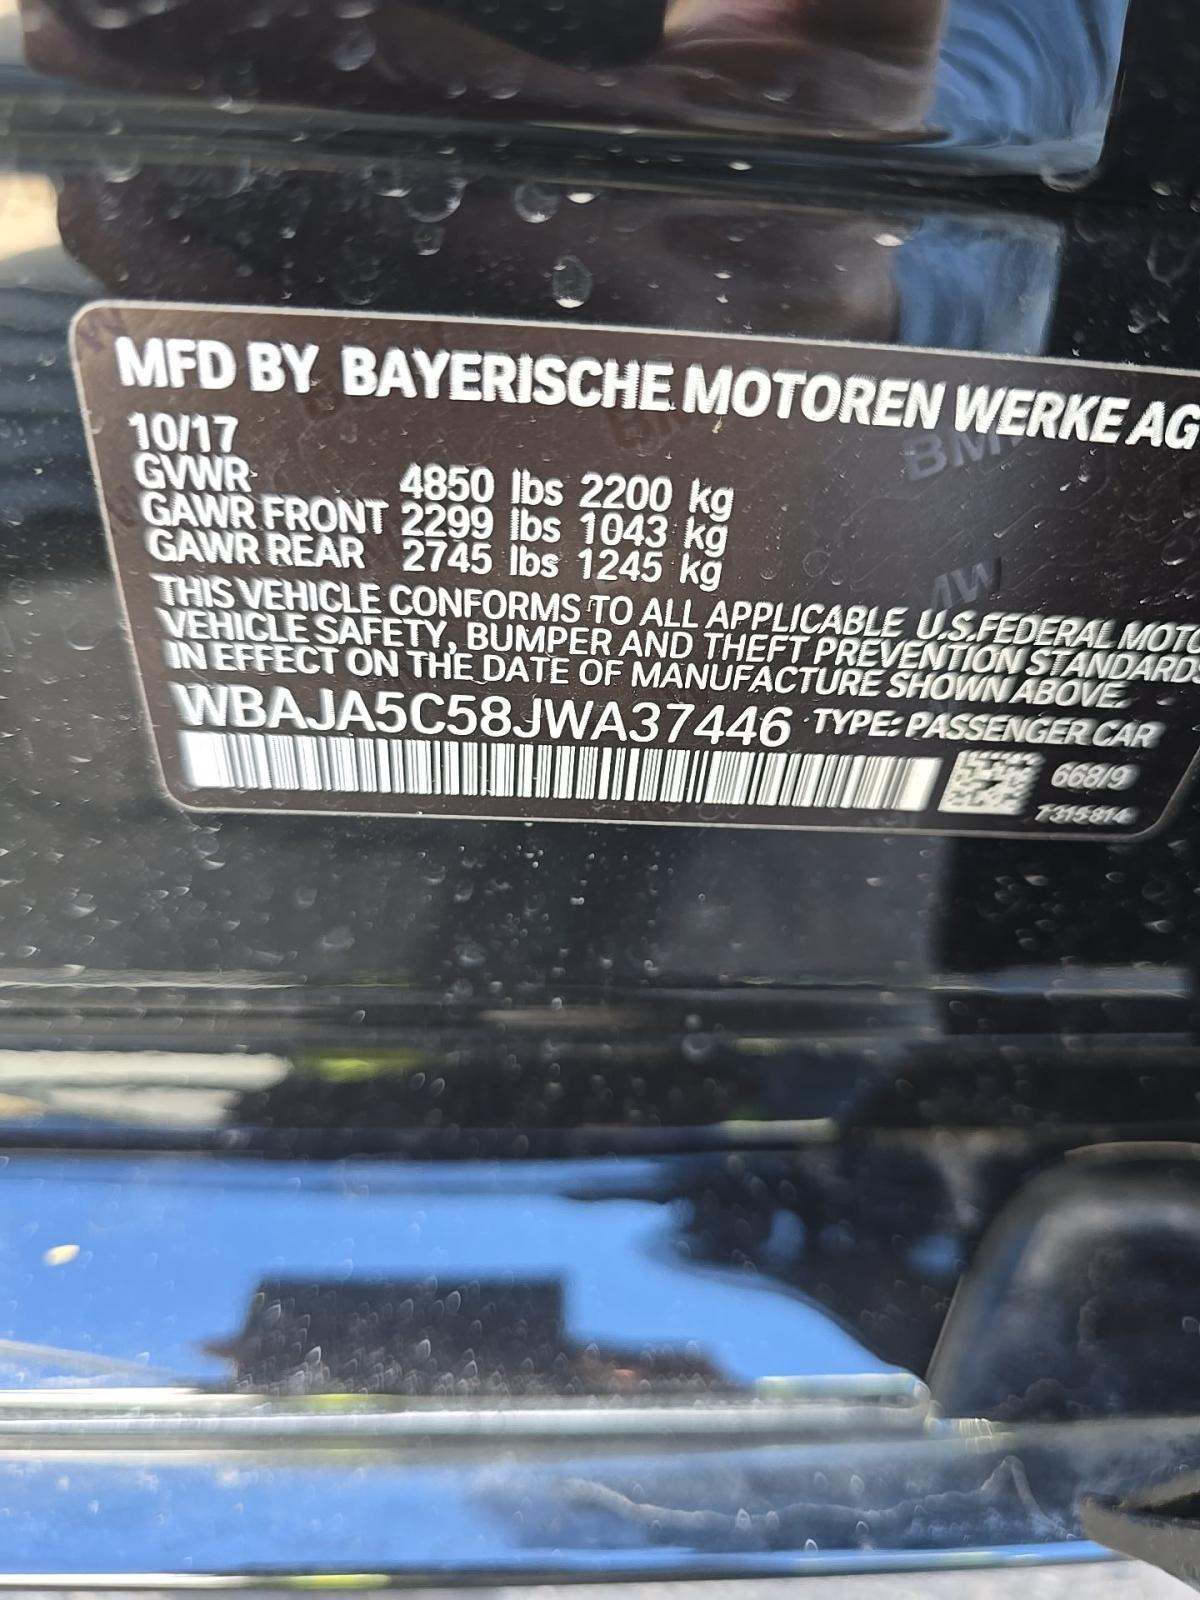 MFD BY BAYERISCHE MOTOREN WERKE AG
10/17
GVWR 4850 lbs 2200 kg
GAWR FRONT 2299 lbs 1043 kg
GAWR REAR 2745 lbs 1245 kg
THIS VEHICLE CONFORMS TO ALL APPLICABLE U.S.FEDERAL MOTO
VEHICLE SAFETY, BUMPER AND THEFT PREVENTION STANDARDS
IN EFFECT ON THE DATE OF MANUFACTURE SHOWN ABOVE.
WBAJA5C58JWA37446 TYPE: PASSENGER CAR
668/9
7315814